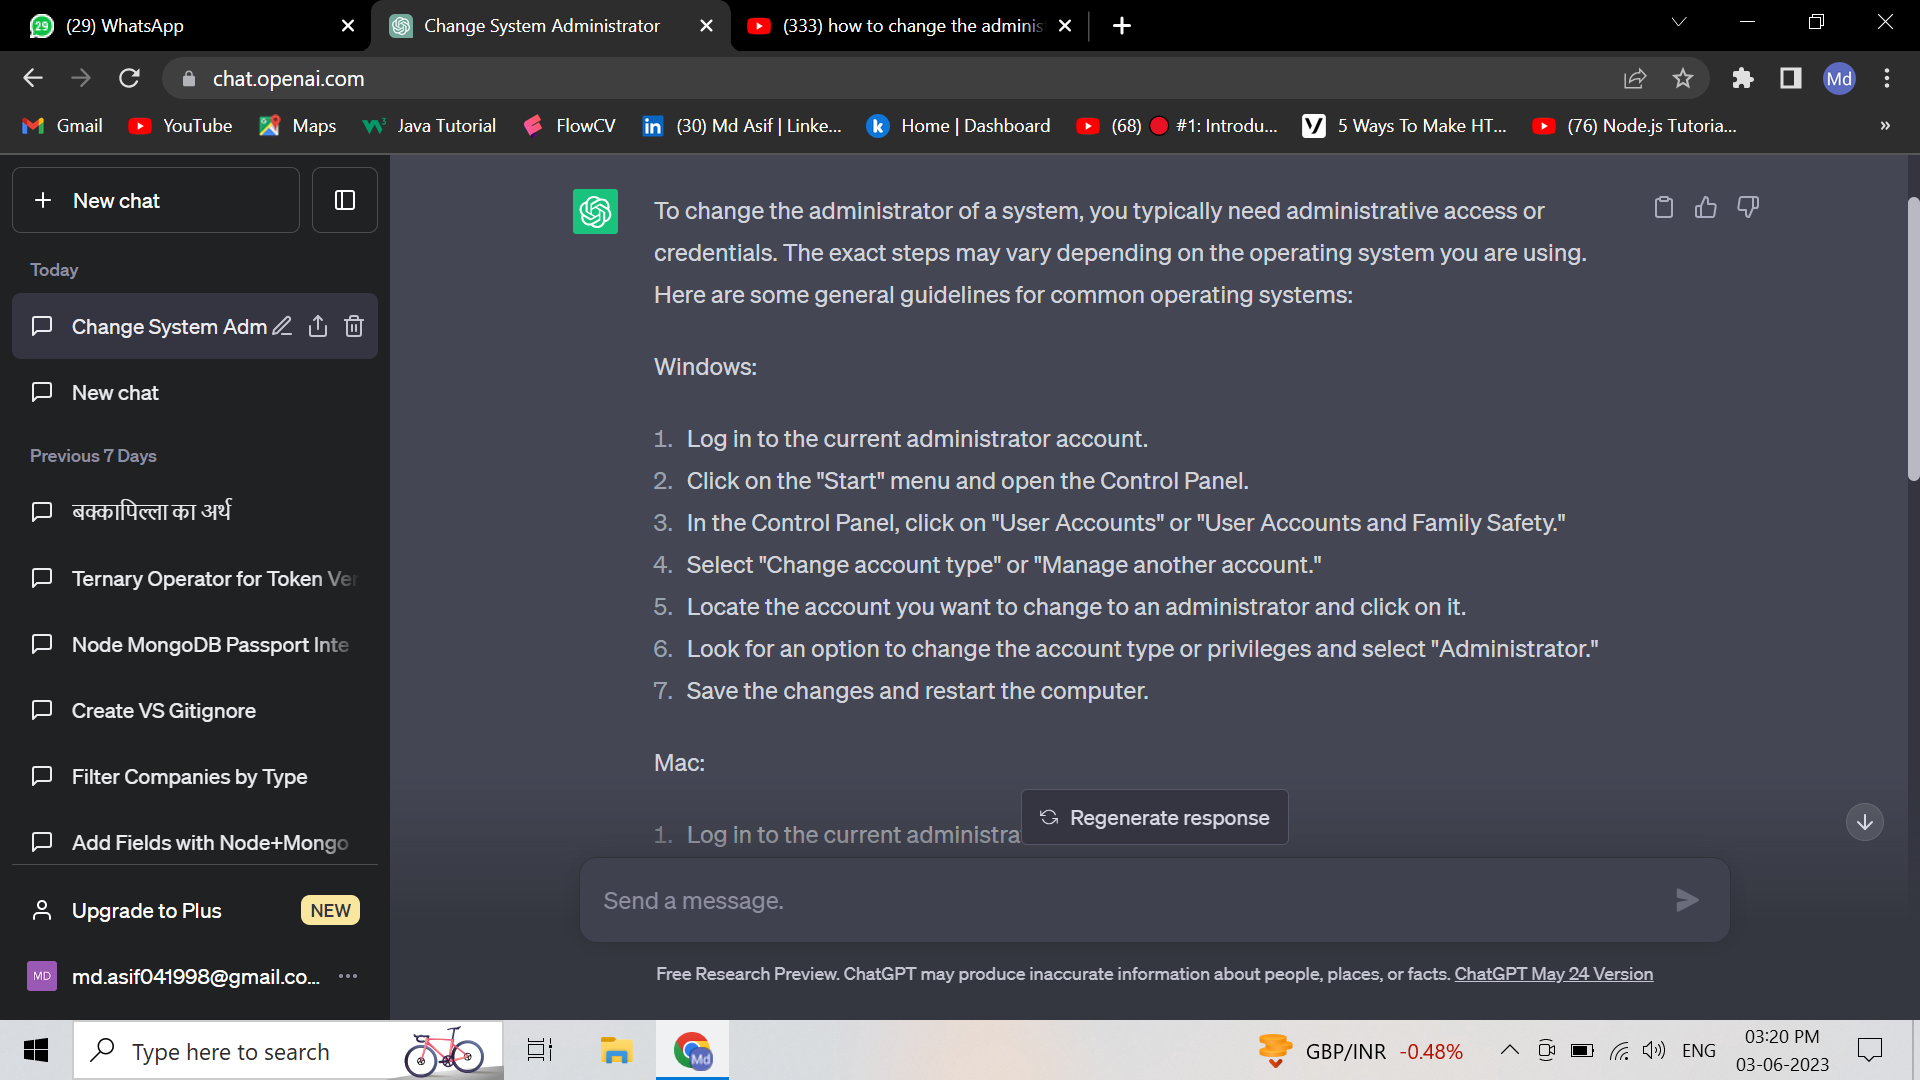 (29) WhatsApp
Change System Administrator
(333) how to change the adminis
chat.openai.com
Md
Gmail
YouTube
Maps
Java Tutorial
FlowCV
(30) Md Asif | Linke...
Home | Dashboard
(68) #1: Introdu...
5 Ways To Make HT...
(76) Node.js Tutoria...
»
New chat
Today
Change System Adm
New chat
Previous 7 Days
बक्कापिल्ला का अर्थ
Ternary Operator for Token Ver
Node MongoDB Passport Inte
Create VS Gitignore
Filter Companies by Type
Add Fields with Node+Mongo
Upgrade to Plus NEW
MD md.asif041998@gmail.co...
To change the administrator of a system, you typically need administrative access or
credentials. The exact steps may vary depending on the operating system you are using.
Here are some general guidelines for common operating systems:
Windows:
1. Log in to the current administrator account.
2. Click on the "Start" menu and open the Control Panel.
3. In the Control Panel, click on "User Accounts" or "User Accounts and Family Safety."
4. Select "Change account type" or "Manage another account."
5. Locate the account you want to change to an administrator and click on it.
6. Look for an option to change the account type or privileges and select "Administrator."
7. Save the changes and restart the computer.
Mac:
1. Log in to the current administra
Regenerate response
Send a message.
Free Research Preview. ChatGPT may produce inaccurate information about people, places, or facts. ChatGPT May 24 Version
Type here to search
Md
GBP/INR -0.48%
ENG
03:20 PM
03-06-2023